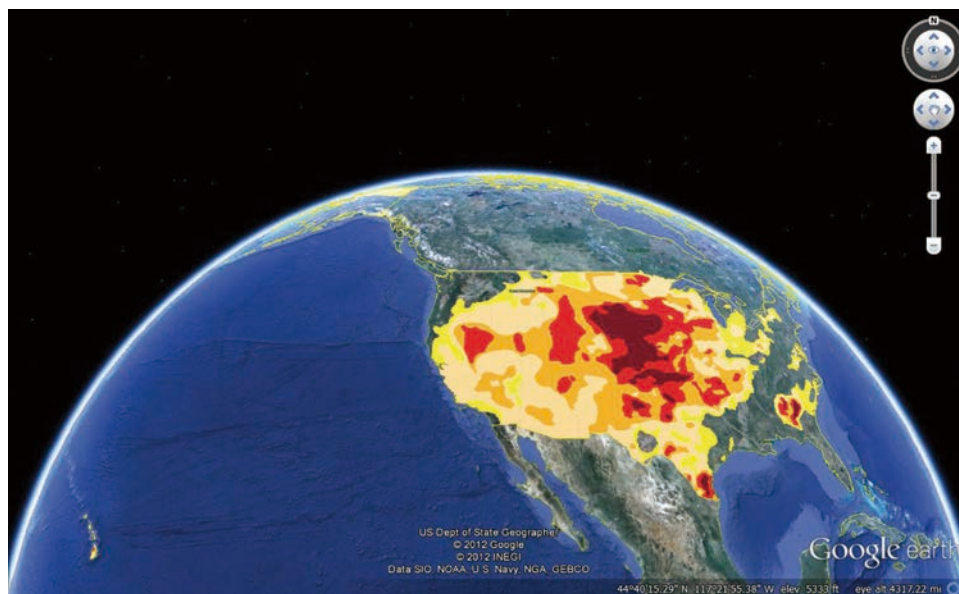 N
US Dept of State Geographer
© 2012 Google
© 2012 INEGI
Data SIO, NOAA, U.S. Navy, NGA, GEBCO
Google earth
44°40'15.29" N 117°21'55.38" W elev 5333 ft eye alt 4317.22 mi